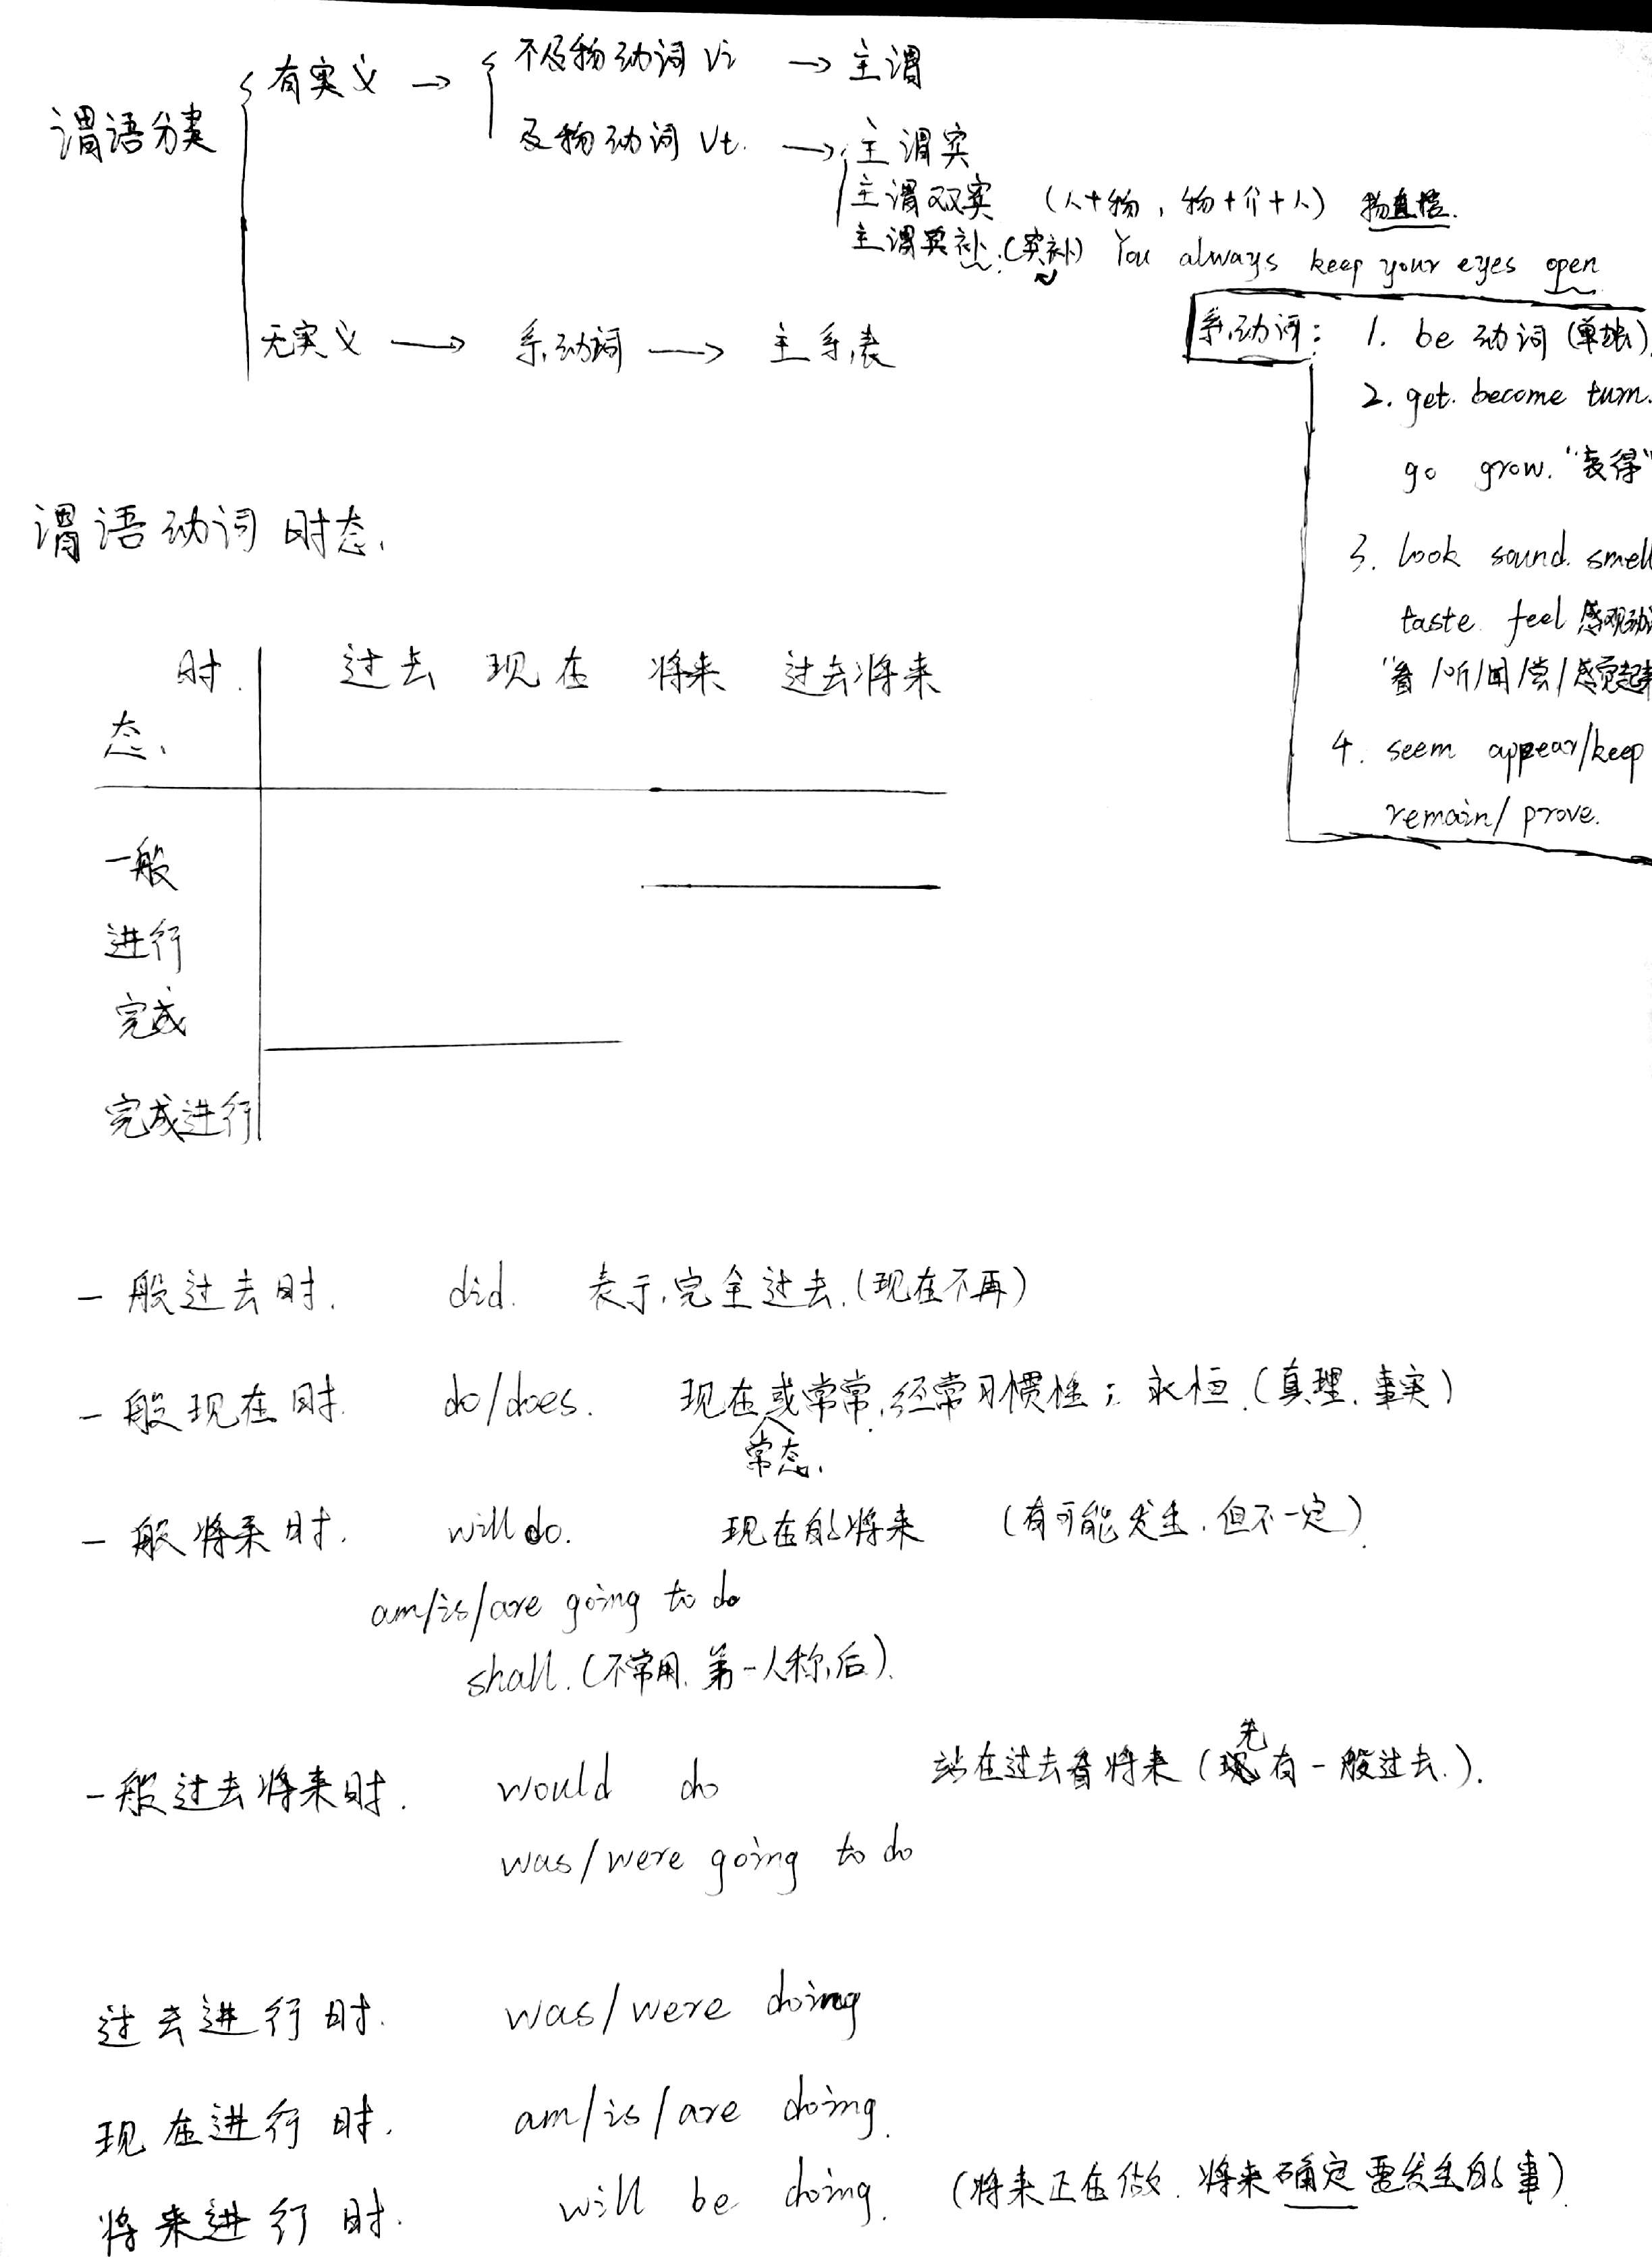 谓语分类
有实义 → 不及物动词 Vi → 主谓
及物动词 Vt. → 主谓宾
主谓双宾 (人+物,物+介+人)
主谓宾补.(宾补) You always keep your eyes open
无实义 → 系动词 → 主系表
系动词: 1. be 动词
2. get. become turn.
go grow.
3. look sound. smell
taste. feel 感观动
"看/听/闻/尝/感觉起来
4. seem appear/keep
remain/ prove.
谓语动词时态.
时. 过去 现在 将来 过去将来
态.
一般
进行
完成
完成进行
一般过去时. did. 表示完全过去.(现在不再)
一般现在时. do/does. 现在或常常,经常习惯性; 永恒.(真理.事实)
常态.
一般将来时. will do. 现在的将来 (有可能发生.但不一定).
am/is/are going to do
shall.(不常用.第一人称后).
一般过去将来时. would do 站在过去看将来 (先有一般过去.).
was/were going to do
过去进行时. was/were doing
现在进行时. am/is/are doing.
将来进行时. will be doing. (将来正在做.将来确定要发生的事).